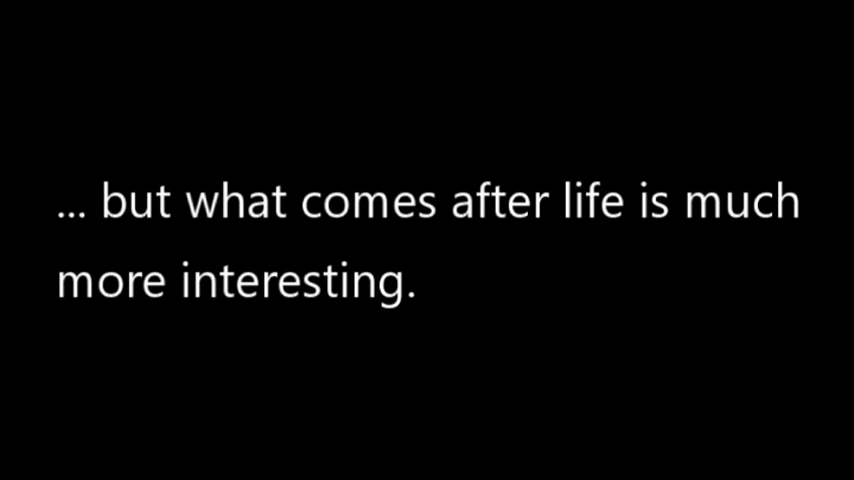 ... but what comes after life is much
more interesting.